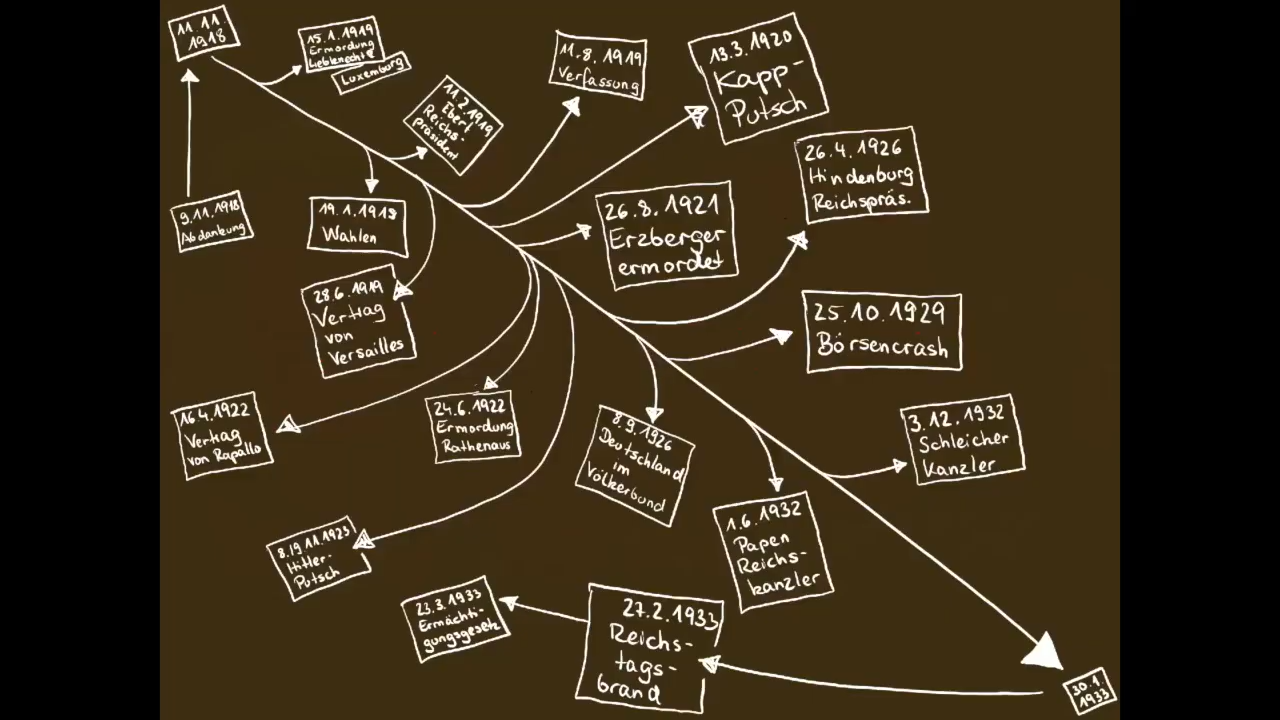 11.11.
1918
15.1.1919
Ermordung
Liebknecht &
Luxemburg
11.8.1919
Verfassung
13.3.1920
Kapp-
Putsch
11.2.1919
Ebert
Reichs-
präsident
26.4.1926
Hindenburg
Reichspräs.
9.11.1918
Abdankung
19.1.1919
Wahlen
26.8.1921
Erzberger
ermordet
28.6.1919
Vertrag
von
Versailles
25.10.1929
Börsencrash
16.4.1922
Vertrag
von Rapallo
24.6.1922
Ermordung
Rathenaus
8.9.1926
Deutschland
im
Völkerbund
3.12.1932
Schleicher
Kanzler
1.6.1932
Papen
Reichs-
kanzler
8./9.11.1923
Hitler-
Putsch
23.3.1933
Ermächti-
gungsgesetz
27.2.1933
Reichs-
tags-
brand
30.1.
1933